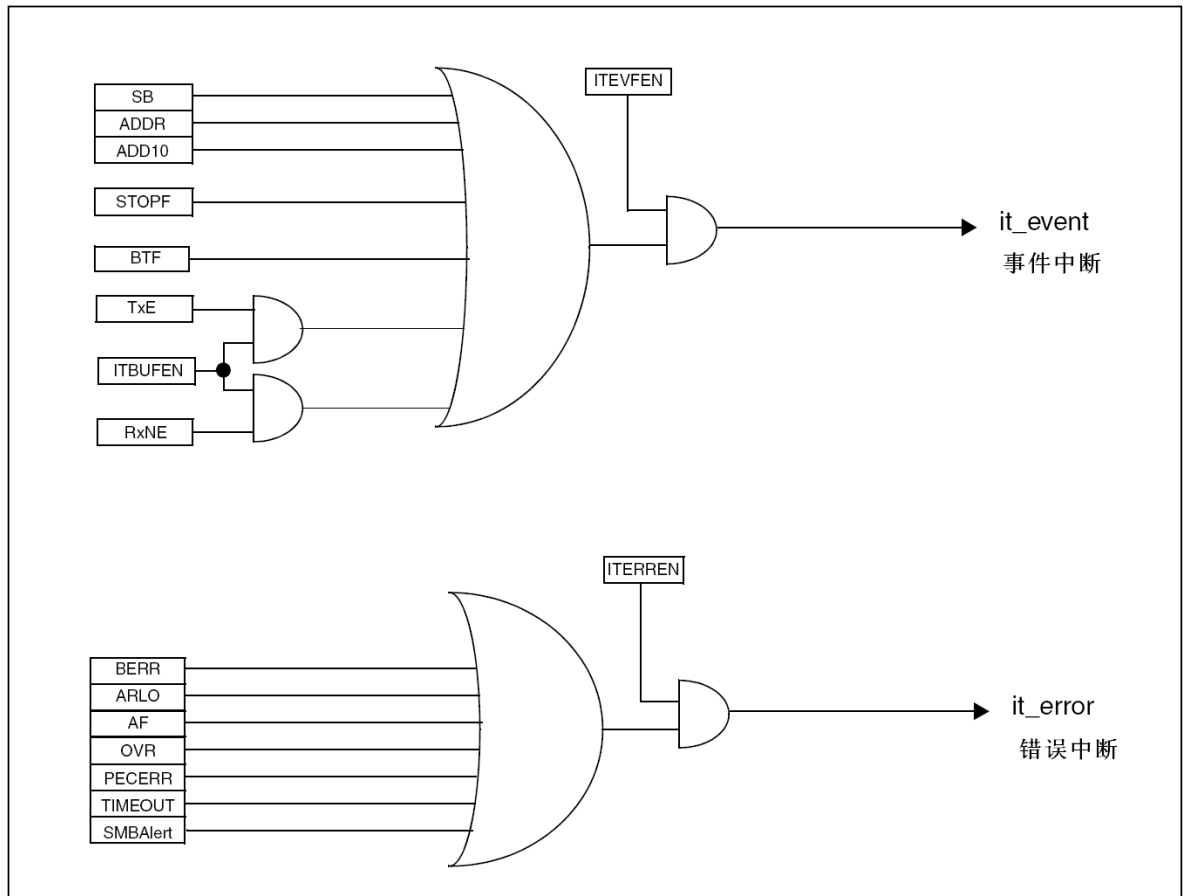 SB
ADDR
ADD10
STOPF
BTF
TxE
ITBUFEN
RxNE
ITEVFEN
it_event
事件中断
ITERREN
BERR
ARLO
AF
OVR
PECERR
TIMEOUT
SMBAlert
it_error
错误中断